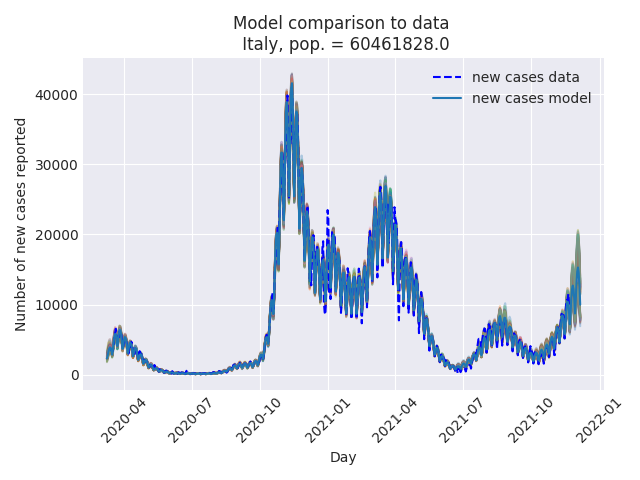 Model comparison to data
Italy, pop. = 60461828.0
new cases data
new cases model
Number of new cases reported
40000
30000
20000
10000
0
2020-04
2020-07
2020-10
2021-01
2021-04
2021-07
2021-10
2022-01
Day